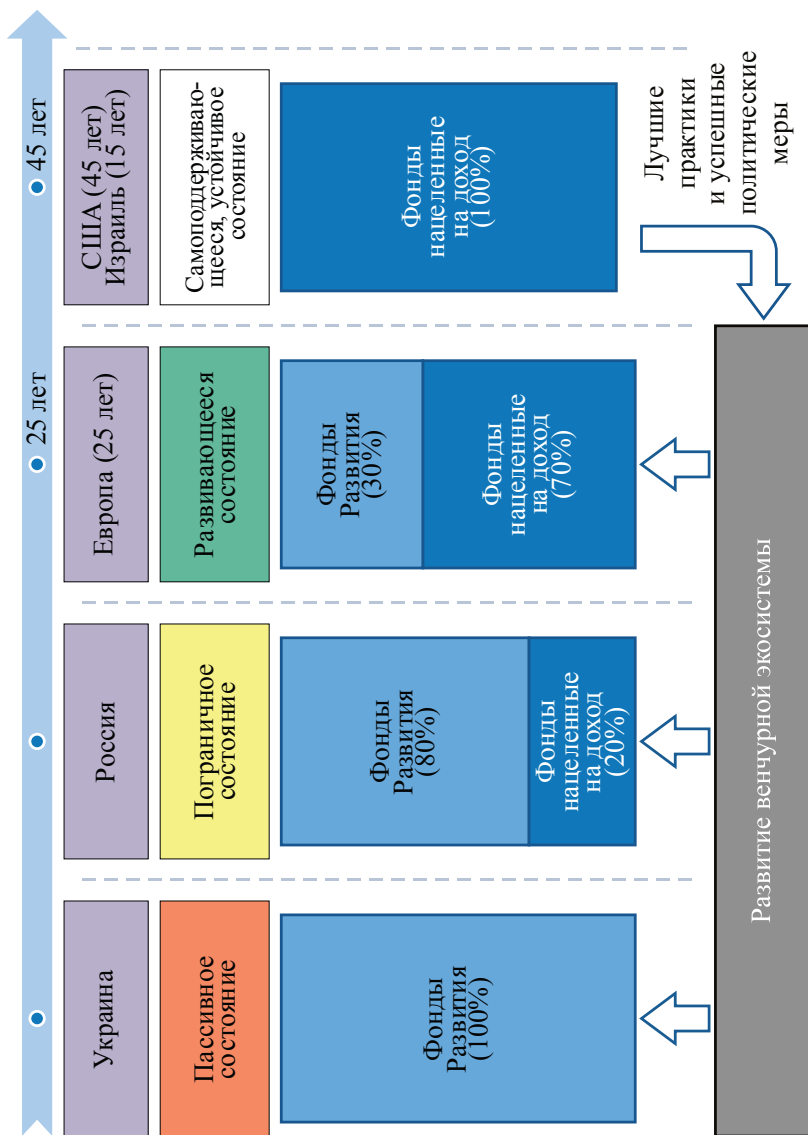 25 лет
45 лет
Украина
Россия
Европа (25 лет)
США (45 лет)
Израиль (15 лет)
Пассивное
состояние
Пограничное
состояние
Развивающееся
состояние
Самоподдерживаю-
щееся, устойчивое
состояние
Фонды
Развития
(100%)
Фонды
Развития
(80%)
Фонды
нацеленные
на доход
(20%)
Фонды
Развития
(30%)
Фонды
нацеленные
на доход
(70%)
Фонды
нацеленные
на доход
(100%)
Лучшие
практики
и успешные
политические
меры
Развитие венчурной экосистемы